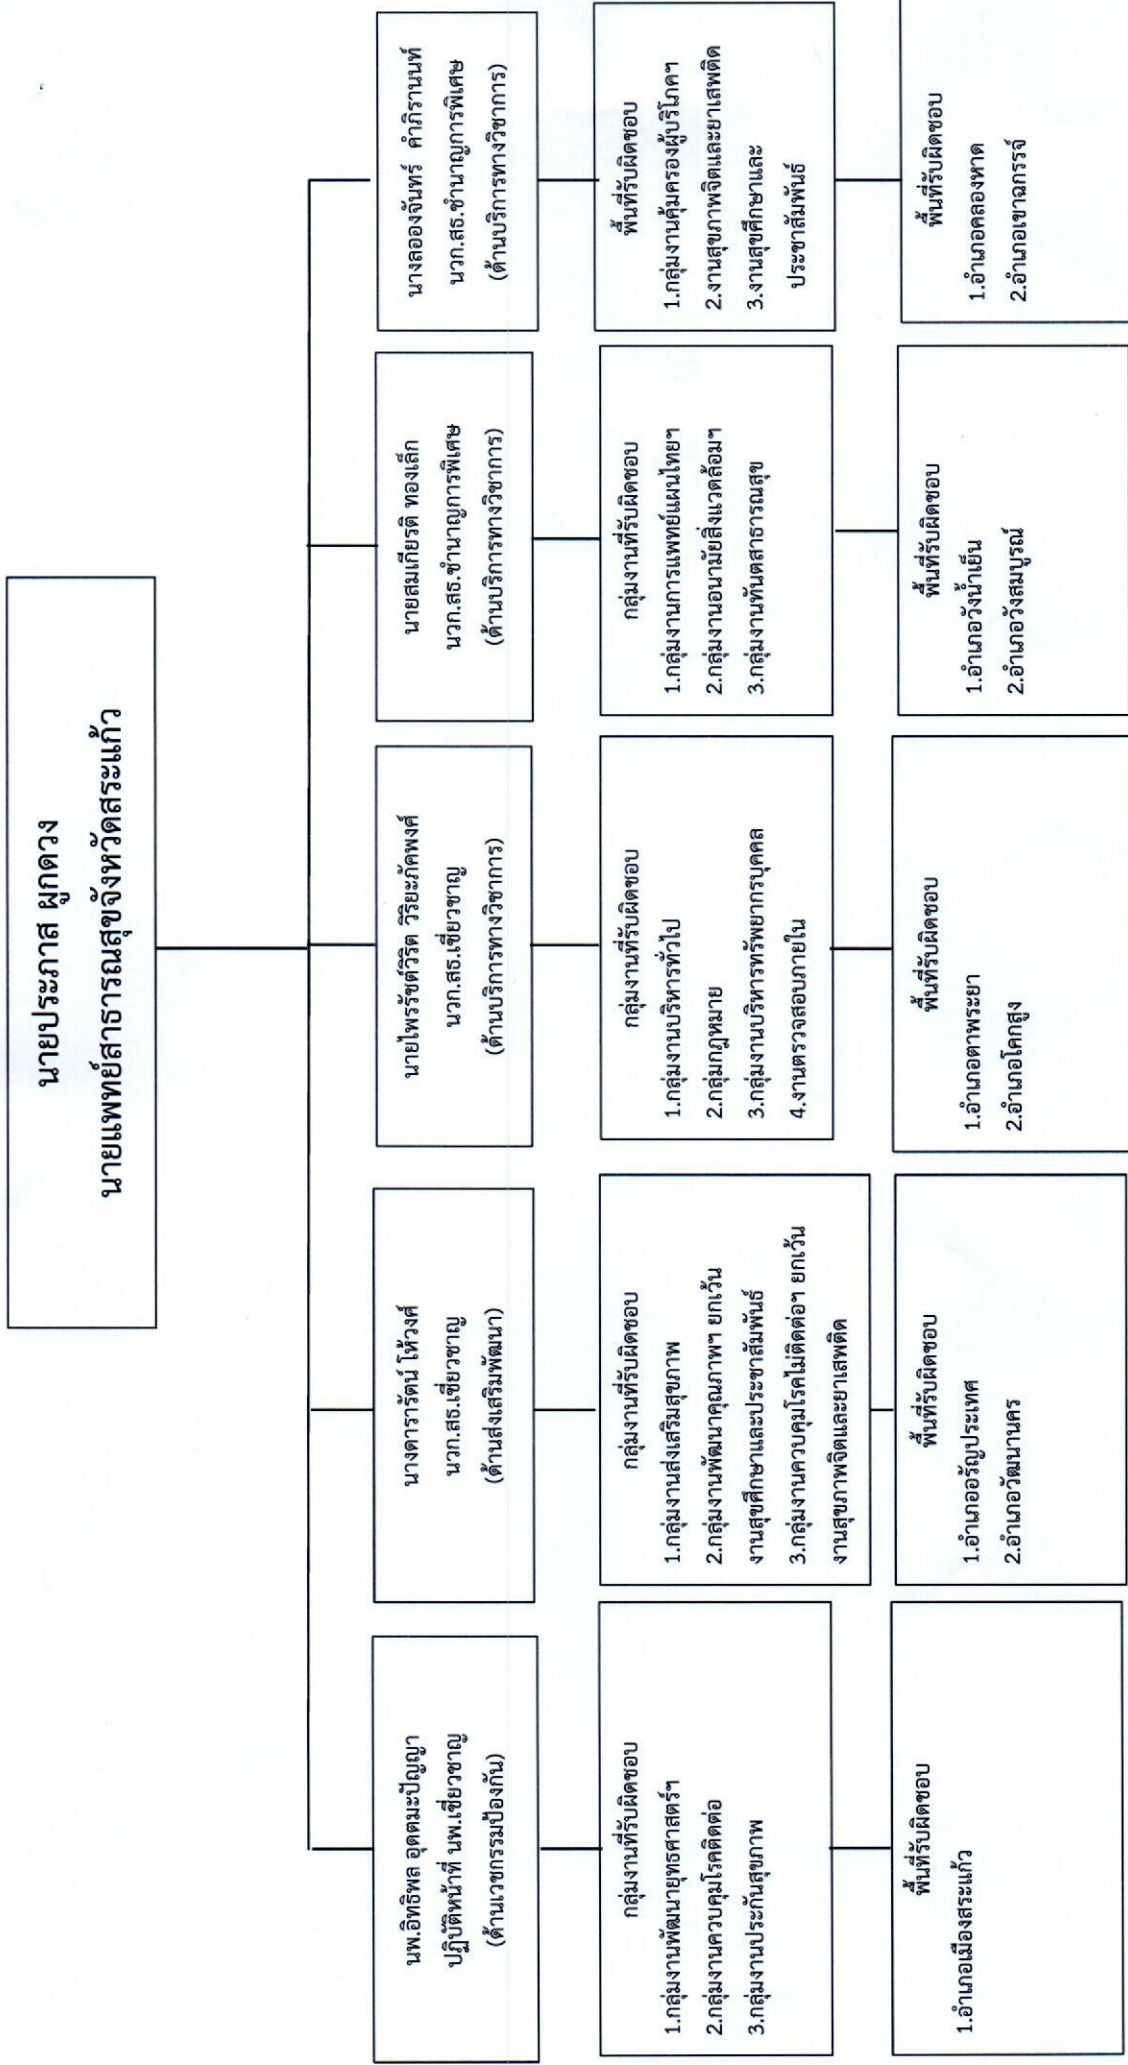 นายประภาส ผูกดวง
นายแพทย์สาธารณสุขจังหวัดสระแก้ว
นพ.อิทธิพล อุดตมะปัญญา
ปฏิบัติหน้าที่ นพ.เชี่ยวชาญ
(ด้านเวชกรรมป้องกัน)
กลุ่มงานที่รับผิดชอบ
1.กลุ่มงานพัฒนายุทธศาสตร์ฯ
2.กลุ่มงานควบคุมโรคติดต่อ
3.กลุ่มงานประกันสุขภาพ
พื้นที่รับผิดชอบ
1.อำเภอเมืองสระแก้ว
นางดารารัตน์ โห้วงศ์
นวก.สธ.เชี่ยวชาญ
(ด้านส่งเสริมพัฒนา)
กลุ่มงานที่รับผิดชอบ
1.กลุ่มงานส่งเสริมสุขภาพ
2.กลุ่มงานพัฒนาคุณภาพฯ ยกเว้น
งานสุขศึกษาและประชาสัมพันธ์
3.กลุ่มงานควบคุมโรคไม่ติดต่อฯ ยกเว้น
งานสุขภาพจิตและยาเสพติด
พื้นที่รับผิดชอบ
1.อำเภออรัญประเทศ
2.อำเภอวัฒนานคร
นายไพรรัชต์วิริต วิริยะภัคพงศ์
นวก.สธ.เชี่ยวชาญ
(ด้านบริการทางวิชาการ)
กลุ่มงานที่รับผิดชอบ
1.กลุ่มงานบริหารทั่วไป
2.กลุ่มกฎหมาย
3.กลุ่มงานบริหารทรัพยากรบุคคล
4.งานตรวจสอบภายใน
พื้นที่รับผิดชอบ
1.อำเภอตาพระยา
2.อำเภอโคกสูง
นายสมเกียรติ ทองเล็ก
นวก.สธ.ชำนาญการพิเศษ
(ด้านบริการทางวิชาการ)
กลุ่มงานที่รับผิดชอบ
1.กลุ่มงานการแพทย์แผนไทยฯ
2.กลุ่มงานอนามัยสิ่งแวดล้อมฯ
3.กลุ่มงานทันตสาธารณสุข
พื้นที่รับผิดชอบ
1.อำเภอวังน้ำเย็น
2.อำเภอวังสมบูรณ์
นางลอองจันทร์ คำภิรานนท์
นวก.สธ.ชำนาญการพิเศษ
(ด้านบริการทางวิชาการ)
พื้นที่รับผิดชอบ
1.กลุ่มงานคุ้มครองผู้บริโภคฯ
2.งานสุขภาพจิตและยาเสพติด
3.งานสุขศึกษาและ
ประชาสัมพันธ์
พื้นที่รับผิดชอบ
1.อำเภอคลองหาด
2.อำเภอเขาฉกรรจ์